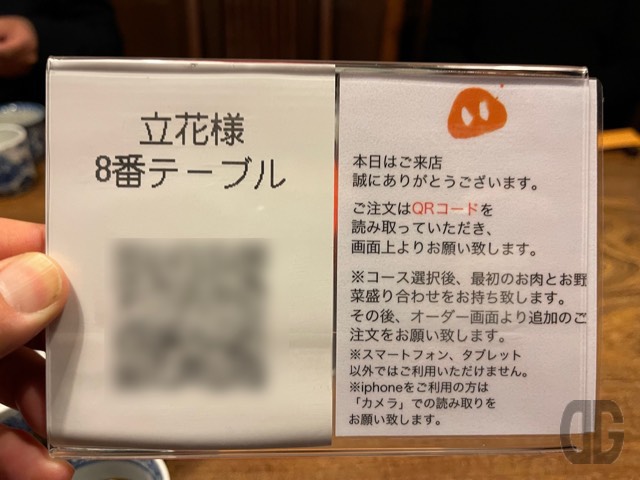 立花様
8番テーブル
本日はご来店
誠にありがとうございます。
ご注文はQRコードを
読み取っていただき、
画面上よりお願い致します。
※コース選択後、最初のお肉とお野
菜盛り合わせをお持ち致します。
その後、オーダー画面より追加のご
注文をお願い致します。
※スマートフォン、タブレット
以外ではご利用いただけません。
※iphoneをご利用の方は
「カメラ」での読み取りを
お願い致します。
DG